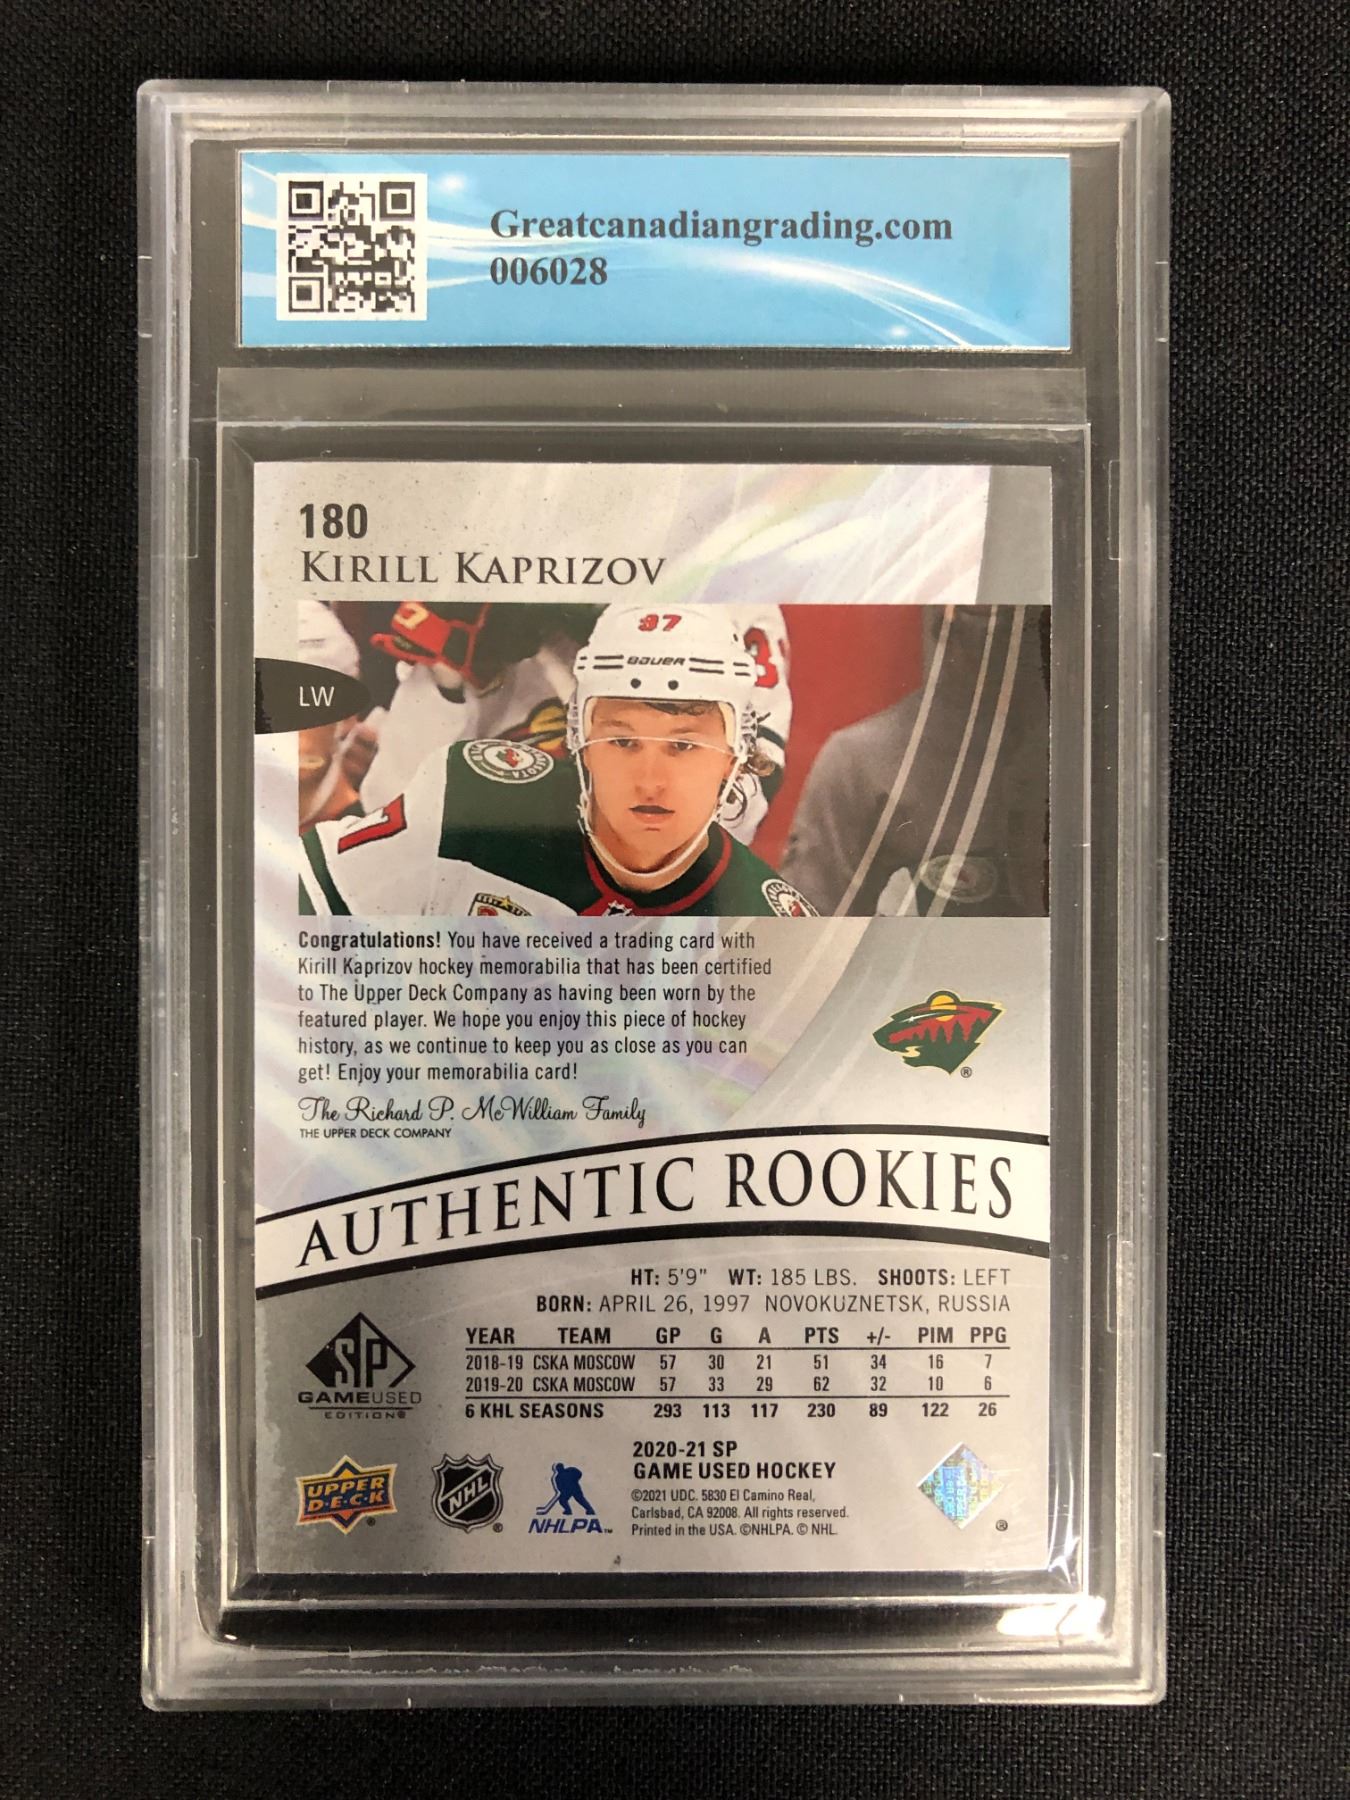 Greatcanadiangrading.com
006028
180
KIRILL KAPRIZOV
37
BAUER
LW
Congratulations! You have received a trading card with
Kirill Kaprizov hockey memorabilia that has been certified
to The Upper Deck Company as having been worn by the
featured player. We hope you enjoy this piece of hockey
history, as we continue to keep you as close as you can
get! Enjoy your memorabilia card!
The Richard P. McWilliam Family
THE UPPER DECK COMPANY
®
AUTHENTIC ROOKIES
HT: 5'9" WT: 185 LBS. SHOOTS: LEFT
BORN: APRIL 26, 1997 NOVOKUZNETSK, RUSSIA
YEAR TEAM GP G A PTS +/- PIM PPG
2018-19 CSKA MOSCOW 57 30 21 51 34 16 7
2019-20 CSKA MOSCOW 57 33 29 62 32 10 6
6 KHL SEASONS 293 113 117 230 89 122 26
SP
GAMEUSED
EDITION®
2020-21 SP
GAME USED HOCKEY
©2021 UDC. 5830 El Camino Real,
Carlsbad, CA 92008. All rights reserved.
Printed in the USA. ©NHLPA. © NHL.
UPPER
D·E·C·K ®
NHL ®
NHLPA™
®